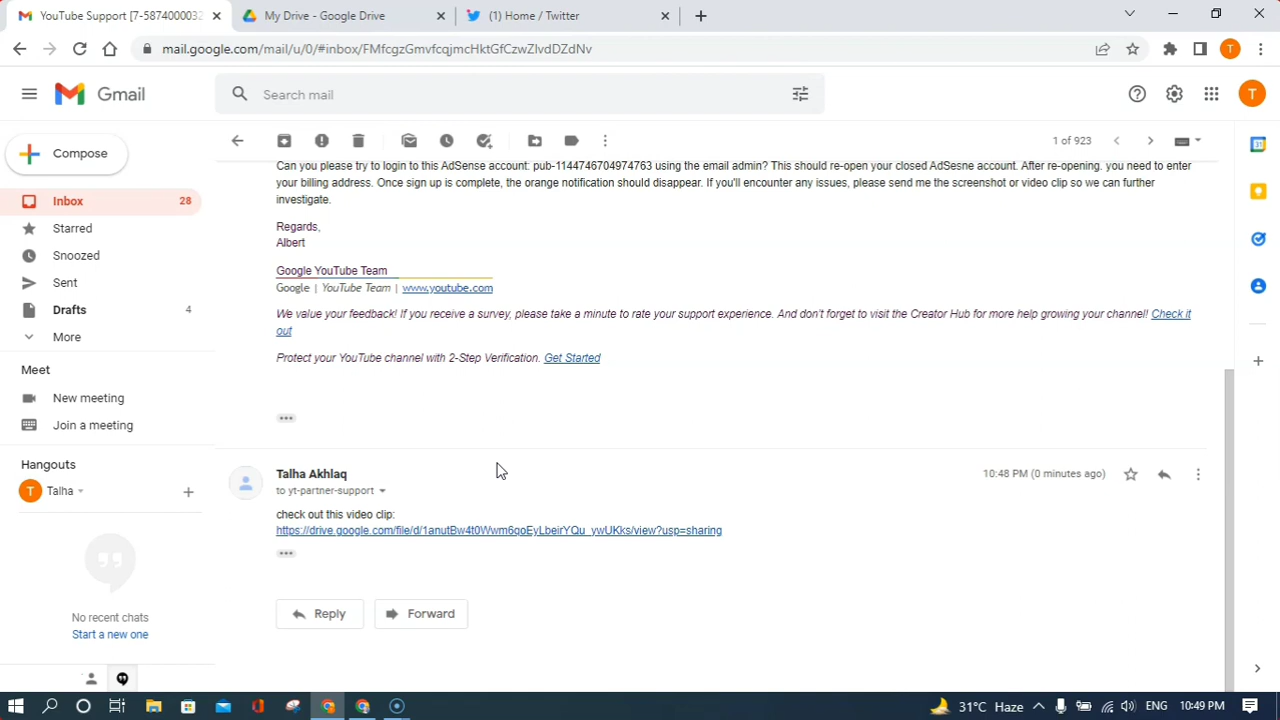 YouTube Support [7-5874000032
My Drive - Google Drive
(1) Home / Twitter
mail.google.com/mail/u/0/#inbox/FMfcgzGmvfcqjmcHktGfCzwZlvdDZdNv
T
Gmail
Search mail
T
Compose
1 of 923
Inbox 28
Starred
Snoozed
Sent
Drafts 4
More
Meet
New meeting
Join a meeting
Hangouts
T Talha
No recent chats
Start a new one
Can you please try to login to this AdSense account: pub-1144746704974763 using the email admin? This should re-open your closed AdSesne account. After re-opening. you need to enter
your billing address. Once sign up is complete, the orange notification should disappear. If you'll encounter any issues, please send me the screenshot or video clip so we can further
investigate.
Regards,
Albert
Google YouTube Team
Google | YouTube Team | www.youtube.com
We value your feedback! If you receive a survey, please take a minute to rate your support experience. And don't forget to visit the Creator Hub for more help growing your channel! Check it
out
Protect your YouTube channel with 2-Step Verification. Get Started
Talha Akhlaq
10:48 PM (0 minutes ago)
to yt-partner-support
check out this video clip:
https://drive.google.com/file/d/1anutBw4t0Wwm6qoEyLbeirYQu_ywUKks/view?usp=sharing
Reply
Forward
31°C Haze
ENG
10:49 PM